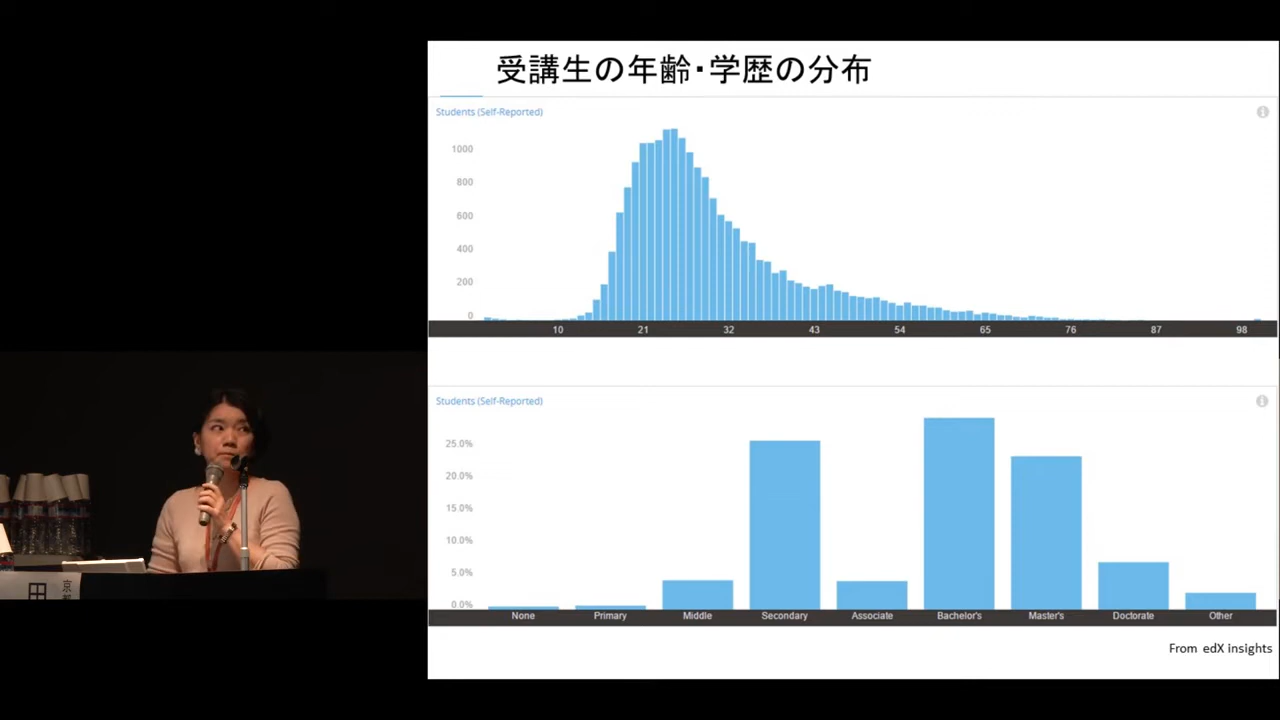 受講生の年齢・学歴の分布
Students (Self-Reported)
1000
800
600
400
200
0
10 21 32 43 54 65 76 87 98
Students (Self-Reported)
25.0%
20.0%
15.0%
10.0%
5.0%
0.0%
None Primary Middle Secondary Associate Bachelor's Master's Doctorate Other
From edX insights
田